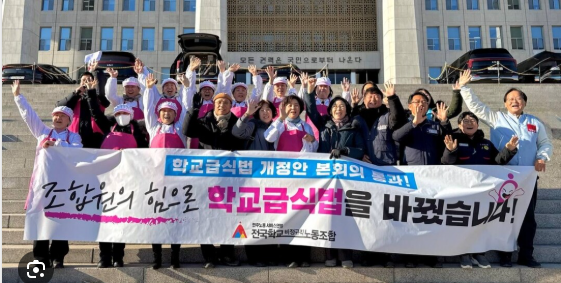 모든 권력은 국민으로부터 나온다
학교급식법 개정안 본회의 통과!
조합원의 힘으로 학교급식법을 바꿨습니다!
전국학교비정규직노동조합